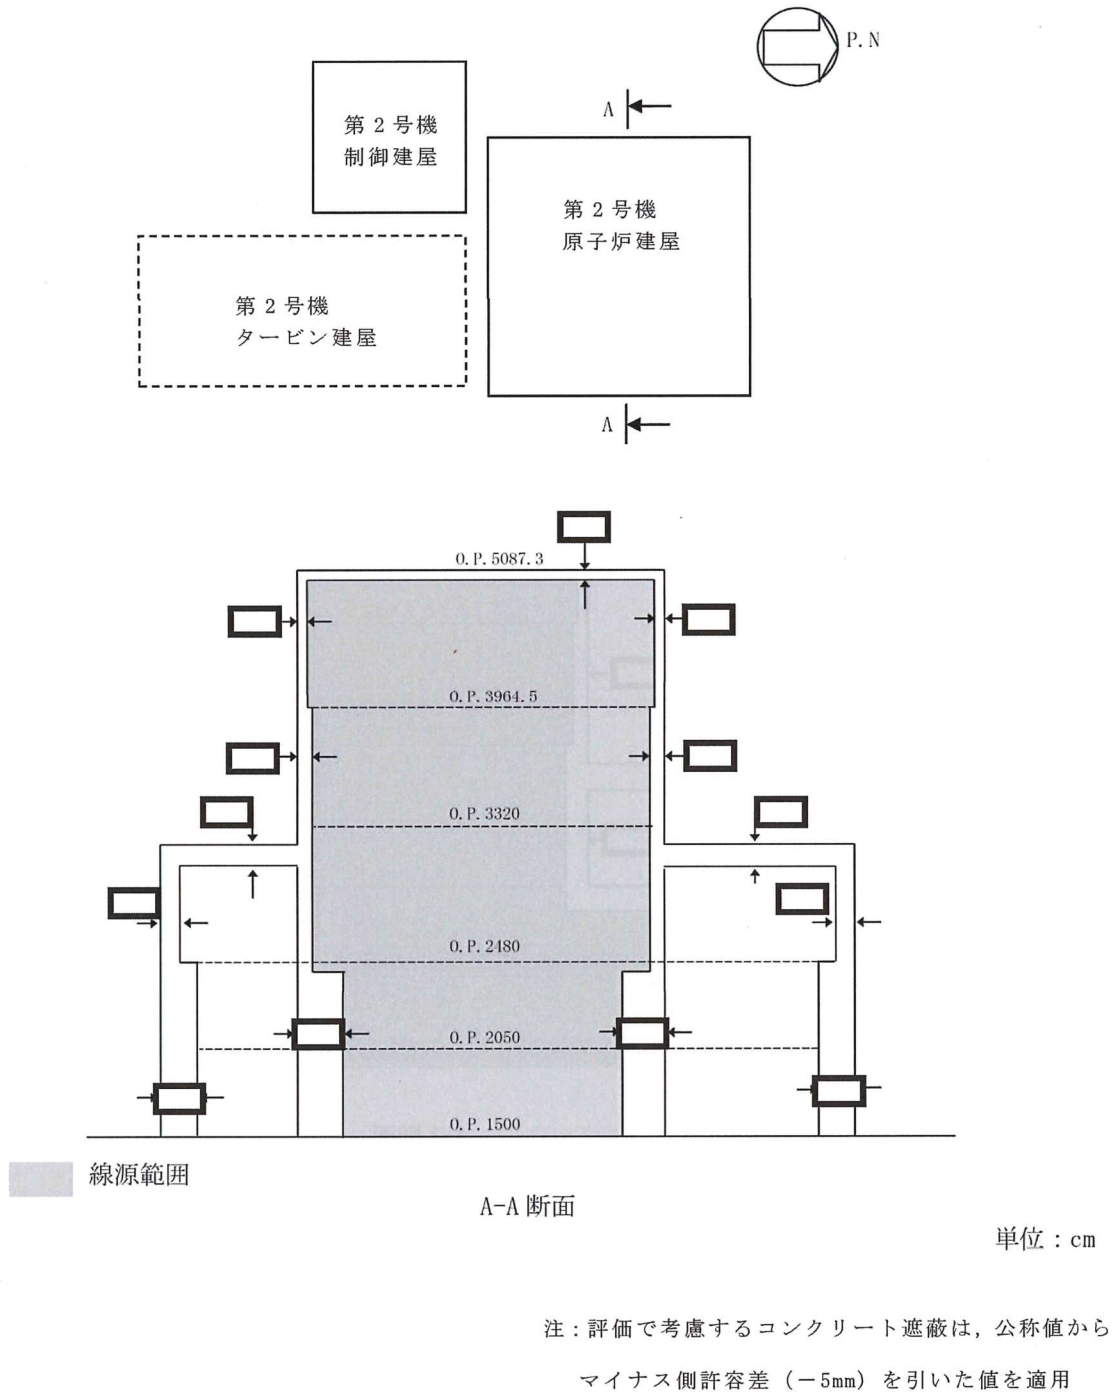 P.N
A
第2号機
制御建屋
第2号機
原子炉建屋
第2号機
タービン建屋
A
O.P.5087.3
O.P.3964.5
O.P.3320
O.P.2480
O.P.2050
O.P.1500
線源範囲
A-A 断面
単位:cm
注:評価で考慮するコンクリート遮蔽は,公称値から
マイナス側許容差(-5mm)を引いた値を適用